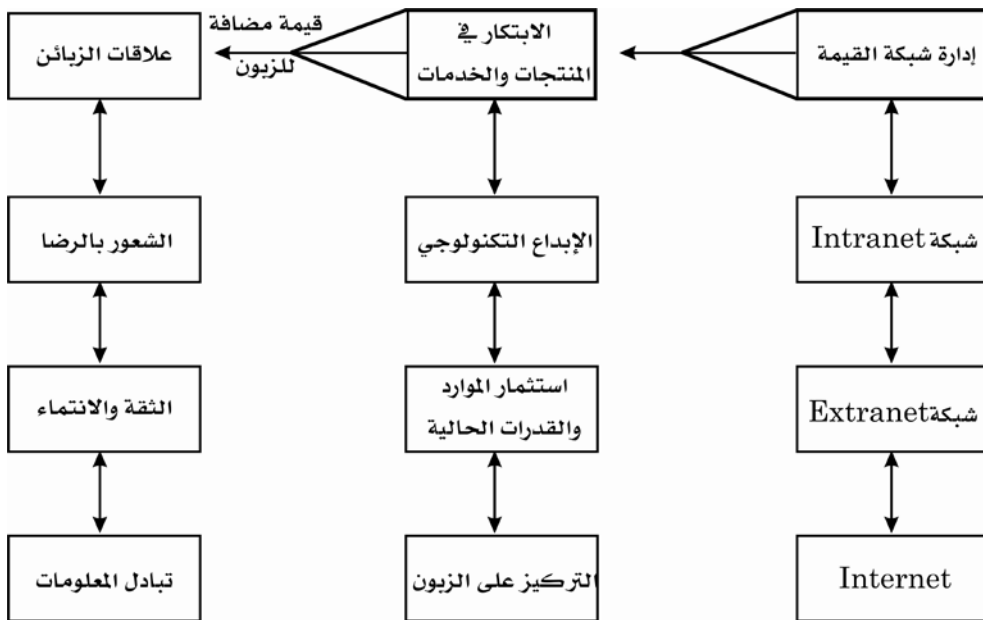 إدارة شبكة القيمة
الابتكار في
المنتجات والخدمات
قيمة مضافة
للزبون
علاقات الزبائن
شبكة Intranet
الإبداع التكنولوجي
الشعور بالرضا
شبكة Extranet
استثمار الموارد
والقدرات الحالية
الثقة والانتماء
Internet
التركيز على الزبون
تبادل المعلومات